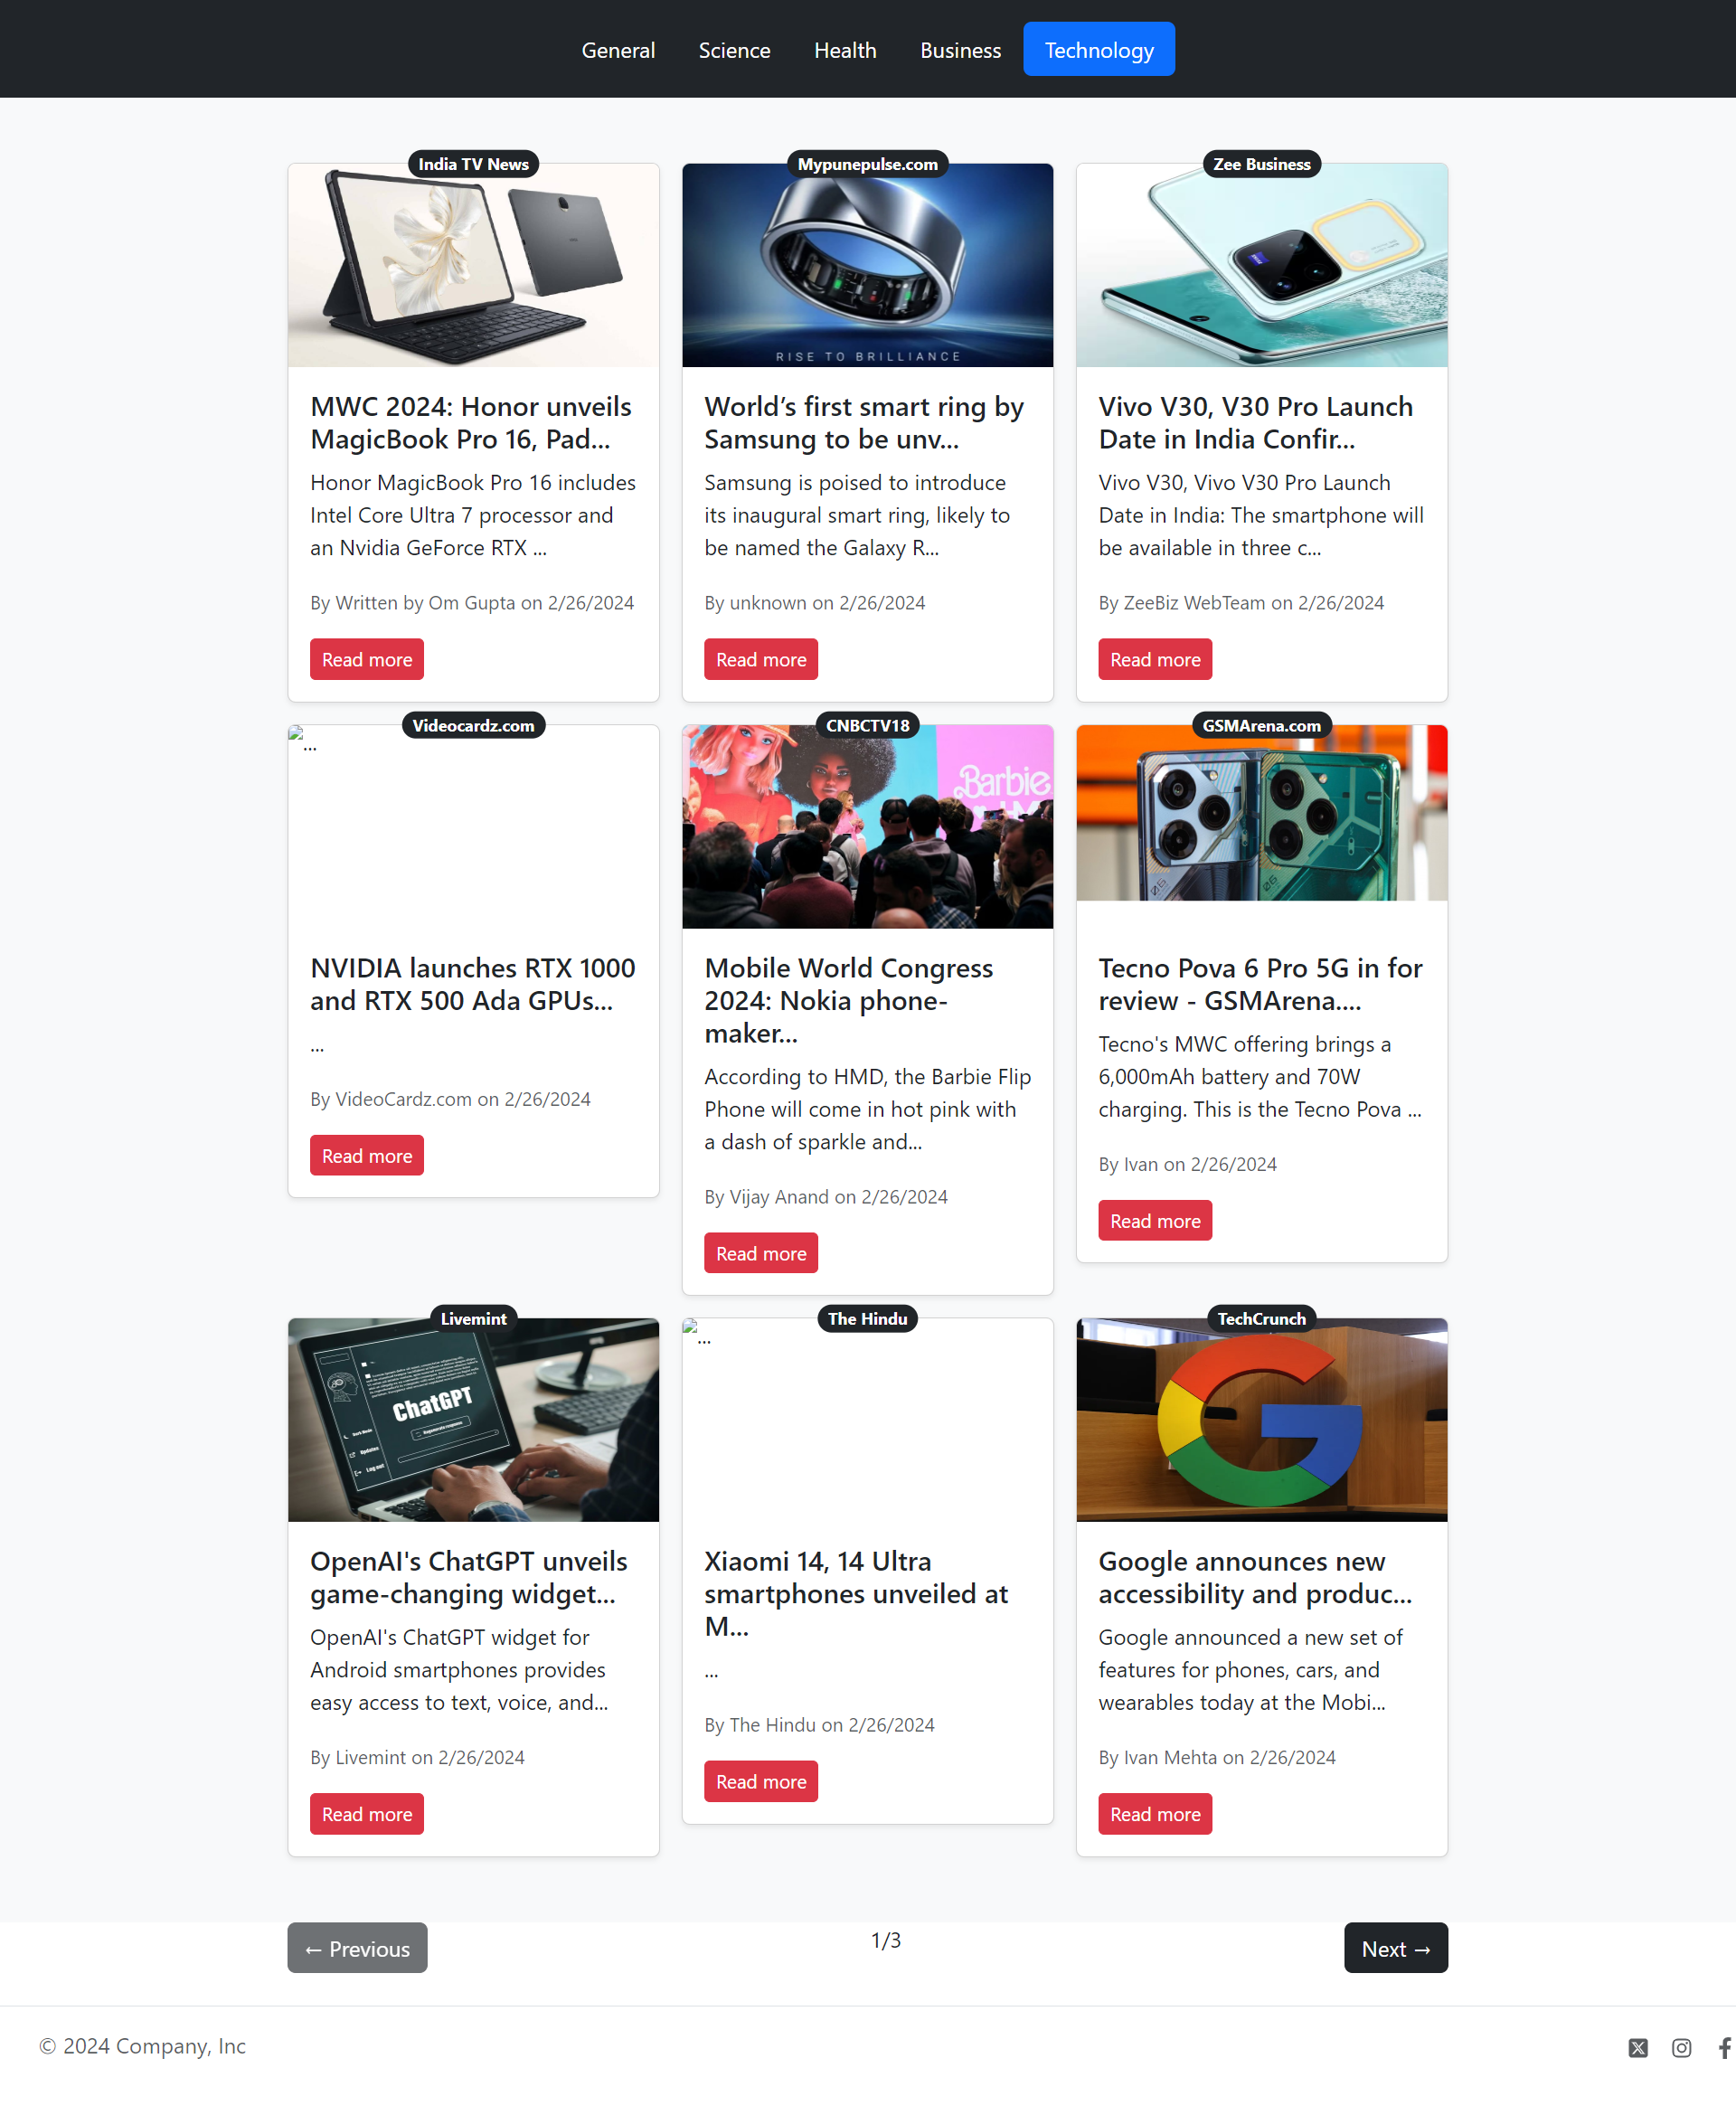 General Science Health Business Technology
India TV News
MWC 2024: Honor unveils
MagicBook Pro 16, Pad...
Honor MagicBook Pro 16 includes
Intel Core Ultra 7 processor and
an Nvidia GeForce RTX ...
By Written by Om Gupta on 2/26/2024
Read more
Mypunepulse.com
RISE TO BRILLIANCE
World’s first smart ring by
Samsung to be unv...
Samsung is poised to introduce
its inaugural smart ring, likely to
be named the Galaxy R...
By unknown on 2/26/2024
Read more
Zee Business
Vivo V30, V30 Pro Launch
Date in India Confir...
Vivo V30, Vivo V30 Pro Launch
Date in India: The smartphone will
be available in three c...
By ZeeBiz WebTeam on 2/26/2024
Read more
Videocardz.com
...
NVIDIA launches RTX 1000
and RTX 500 Ada GPUs...
...
By VideoCardz.com on 2/26/2024
Read more
CNBCTV18
Barbie
Mobile World Congress
2024: Nokia phone-
maker...
According to HMD, the Barbie Flip
Phone will come in hot pink with
a dash of sparkle and...
By Vijay Anand on 2/26/2024
Read more
GSMArena.com
Tecno Pova 6 Pro 5G in for
review - GSMArena....
Tecno's MWC offering brings a
6,000mAh battery and 70W
charging. This is the Tecno Pova ...
By Ivan on 2/26/2024
Read more
Livemint
ChatGPT
Dark Mode
Updates
Log out
OpenAI's ChatGPT unveils
game-changing widget...
OpenAI's ChatGPT widget for
Android smartphones provides
easy access to text, voice, and...
By Livemint on 2/26/2024
Read more
The Hindu
...
Xiaomi 14, 14 Ultra
smartphones unveiled at
M...
...
By The Hindu on 2/26/2024
Read more
TechCrunch
Google announces new
accessibility and produc...
Google announced a new set of
features for phones, cars, and
wearables today at the Mobi...
By Ivan Mehta on 2/26/2024
Read more
← Previous 1/3 Next →
© 2024 Company, Inc